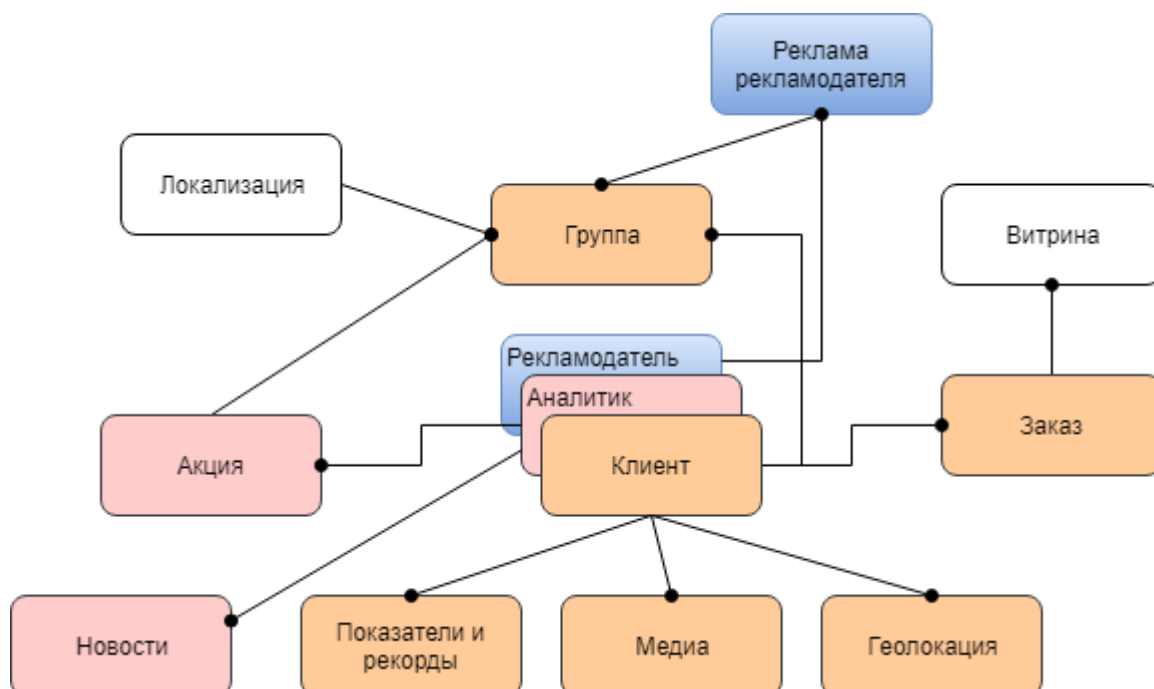 Реклама
рекламодателя
Локализация
Группа
Витрина
Рекламодатель
Аналитик
Заказ
Акция
Клиент
Новости
Показатели и
рекорды
Медиа
Геолокация